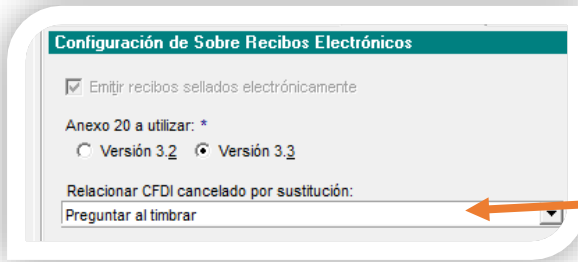 Configuración de Sobre Recibos Electrónicos
Emitir recibos sellados electrónicamente
Anexo 20 a utilizar: *
Versión 3.2 Versión 3.3
Relacionar CFDI cancelado por sustitución:
Preguntar al timbrar